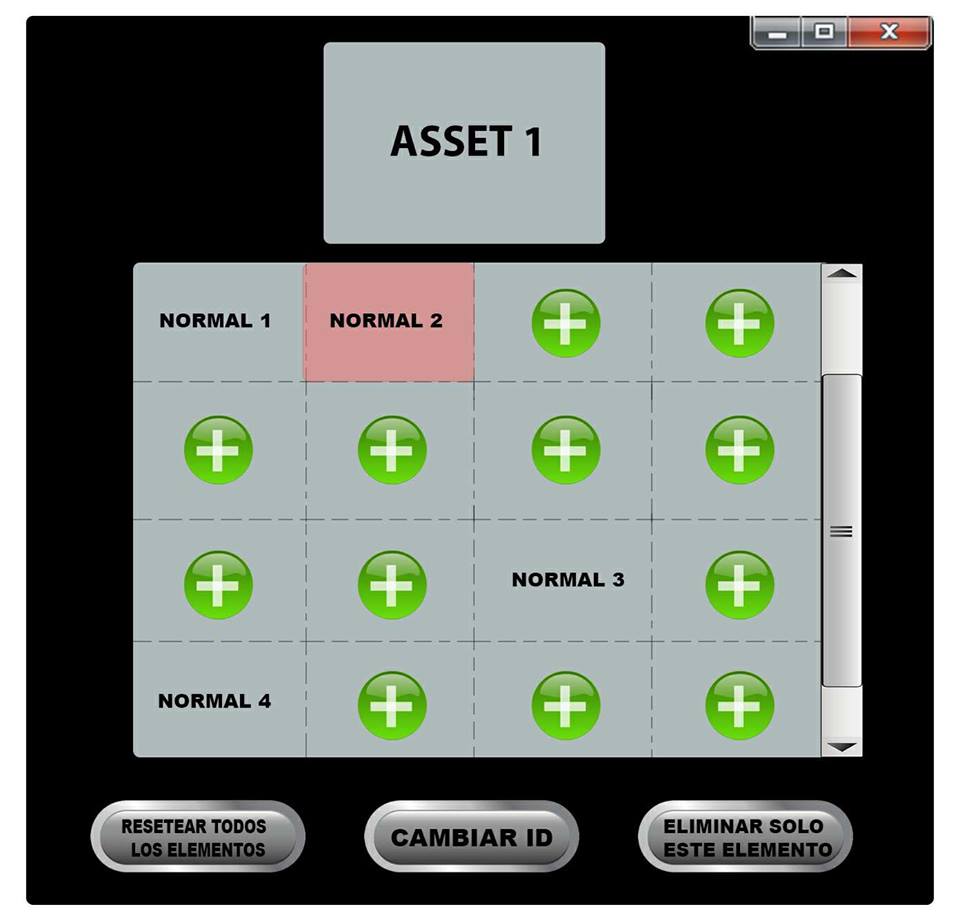 ASSET 1
NORMAL 1
NORMAL 2
NORMAL 3
NORMAL 4
RESETEAR TODOS
LOS ELEMENTOS
CAMBIAR ID
ELIMINAR SOLO
ESTE ELEMENTO